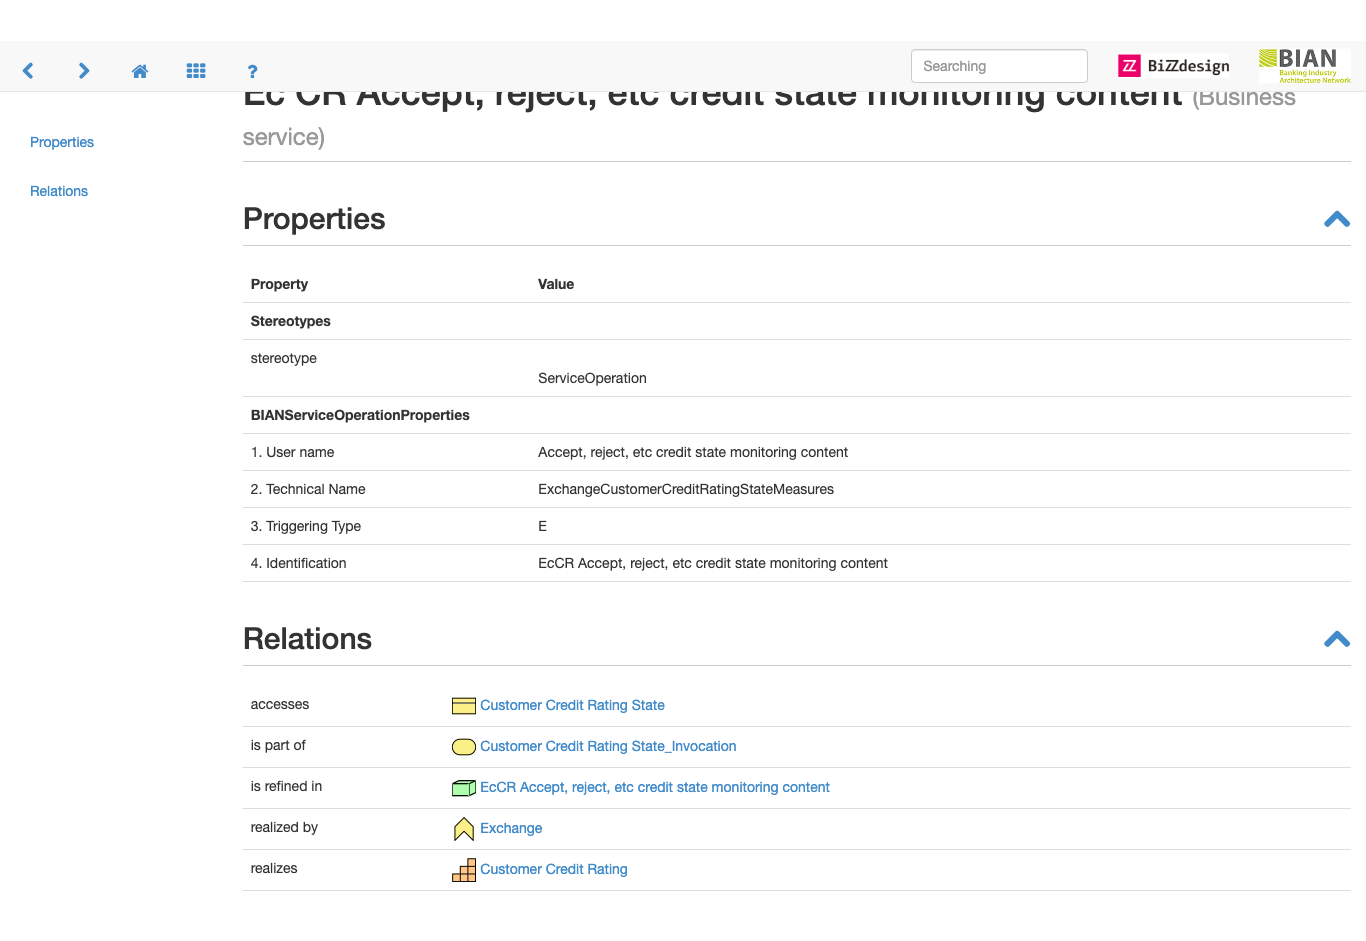 Searching
BiZZdesign
BIAN
Banking Industry
Architecture Network
Ec CR Accept, reject, etc credit state monitoring content (Business
service)
Properties
Relations
Properties
Property Value
Stereotypes
stereotype
ServiceOperation
BIANServiceOperationProperties
1. User name Accept, reject, etc credit state monitoring content
2. Technical Name ExchangeCustomerCreditRatingStateMeasures
3. Triggering Type E
4. Identification EcCR Accept, reject, etc credit state monitoring content
Relations
accesses Customer Credit Rating State
is part of Customer Credit Rating State_Invocation
is refined in EcCR Accept, reject, etc credit state monitoring content
realized by Exchange
realizes Customer Credit Rating